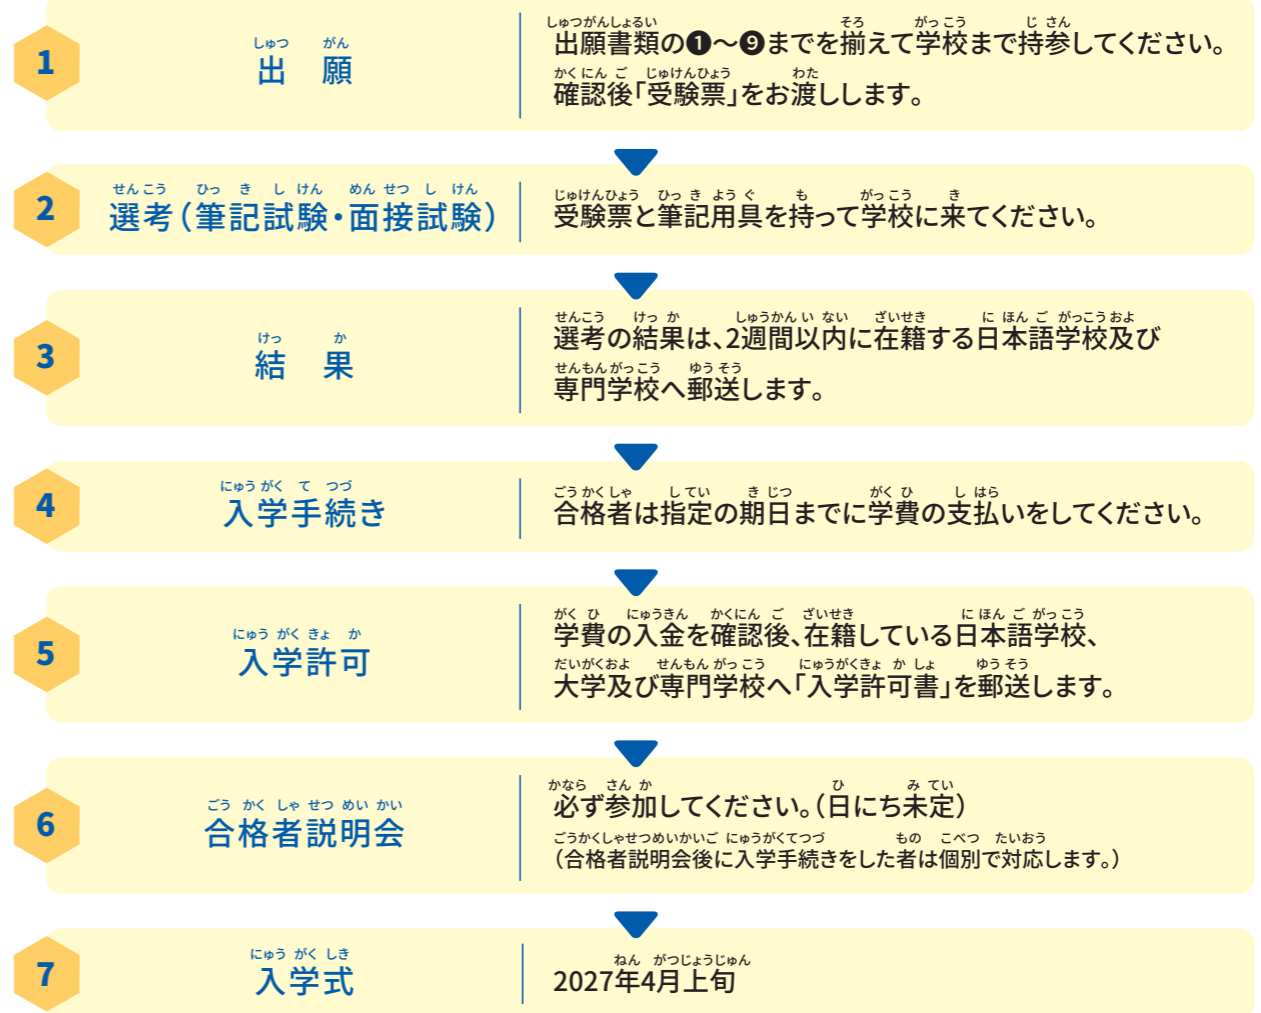 1
しゅつ がん
出 願
しゅつがんしょるい そろ がっこう じさん
出願書類の❶～❾までを揃えて学校まで持参してください。
かくにんご じゅけんひょう わた
確認後「受験票」をお渡しします。
2
せんこう ひっきしけん めんせつしけん
選考（筆記試験・面接試験）
じゅけんひょう ひっきようぐ も がっこう き
受験票と筆記用具を持って学校に来てください。
3
けっ か
結 果
せんこう けっか しゅうかんいない ざいせき にほんごがっこうおよ
選考の結果は、2週間以内に在籍する日本語学校及び
せんもんがっこう ゆうそう
専門学校へ郵送します。
4
にゅうがくてつづ
入学手続き
ごうかくしゃ してい きじつ がくひ しはら
合格者は指定の期日までに学費の支払いをしてください。
5
にゅうがくきょか
入学許可
がくひ にゅうきん かくにんご ざいせき にほんごがっこう
学費の入金を確認後、在籍している日本語学校、
だいがくおよ せんもんがっこう にゅうがくきょかしょ ゆうそう
大学及び専門学校へ「入学許可書」を郵送します。
6
ごうかくしゃせつめいかい
合格者説明会
かなら さんか ひ みてい
必ず参加してください。（日にち未定）
ごうかくしゃせつめいかいご にゅうがくてつづ もの こべつ たいおう
（合格者説明会後に入学手続きをした者は個別で対応します。）
7
にゅうがくしき
入学式
ねん がつじょうじゅん
2027年4月上旬